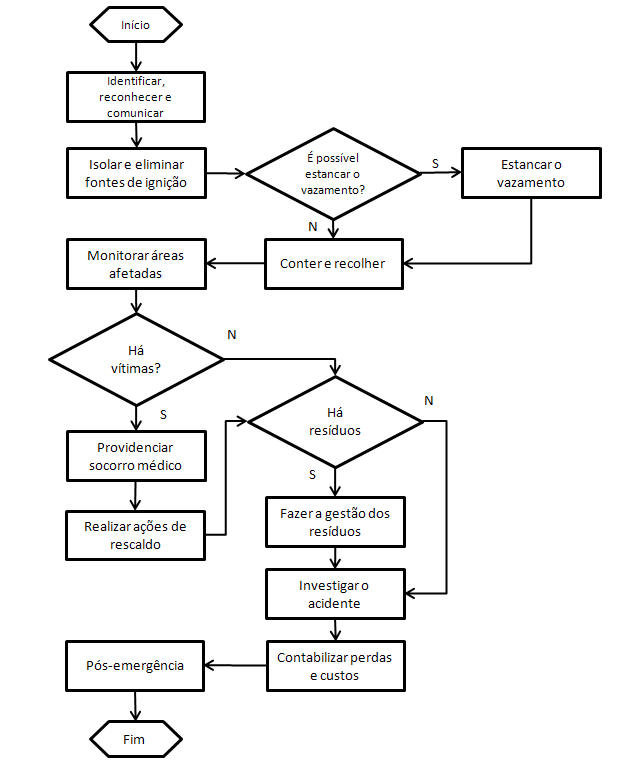 Início
Identificar,
reconhecer e
comunicar
Isolar e eliminar
fontes de ignição
É possível
estancar o
vazamento?
S
Estancar o
vazamento
N
Conter e recolher
Monitorar áreas
afetadas
Há
vítimas?
N
S
Providenciar
socorro médico
Realizar ações de
rescaldo
Há
resíduos
N
S
Fazer a gestão dos
resíduos
Investigar o
acidente
Contabilizar perdas
e custos
Pós-emergência
Fim